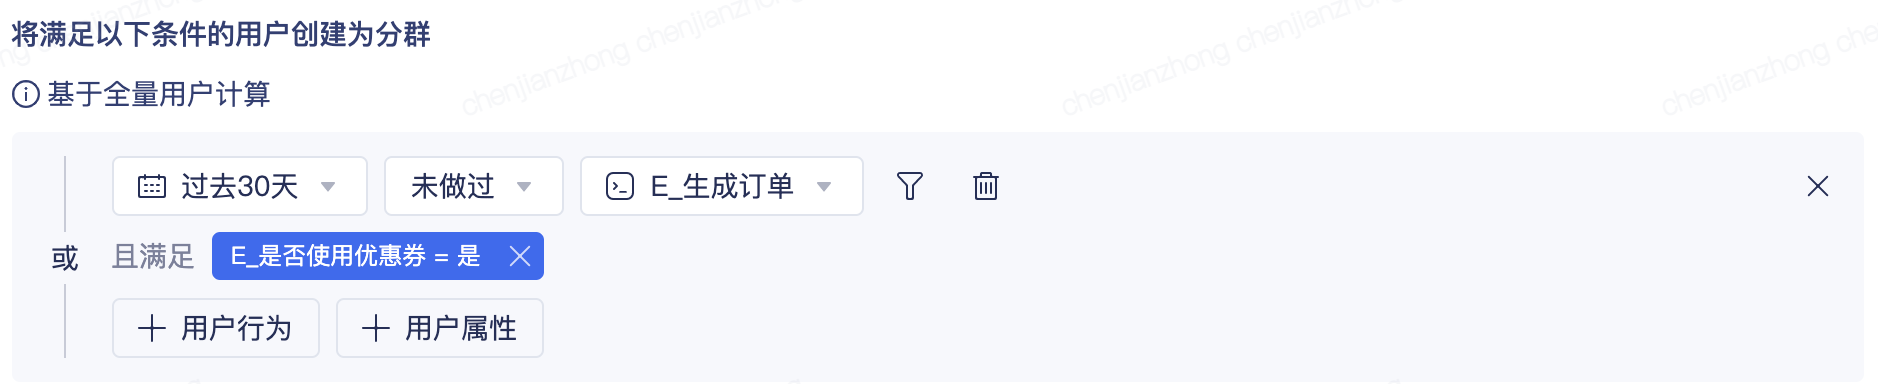 将满足以下条件的用户创建为分群
基于全量用户计算
过去30天 未做过 E_生成订单
或 且满足 E_是否使用优惠券 = 是
用户行为 用户属性
chenjianzhong chenjianzhong chenjianzhong chenjianzhong chenjianzhong